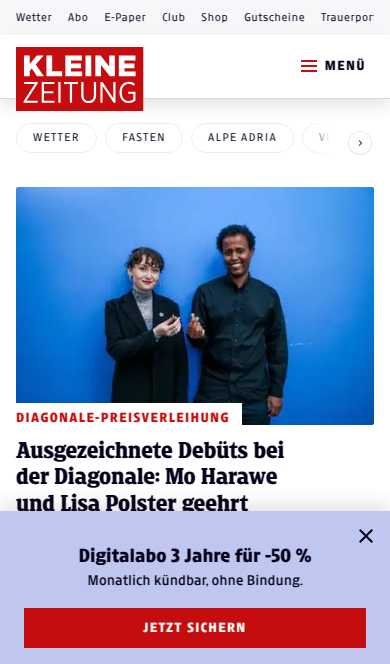 Wetter Abo E-Paper Club Shop Gutscheine
KLEINE
ZEITUNG
MENÜ
WETTER FASTEN ALPE ADRIA
DIAGONALE-PREISVERLEIHUNG
Ausgezeichnete Debüts bei
der Diagonale: Mo Harawe
und Lisa Polster geehrt
Digitalabo 3 Jahre für -50 %
Monatlich kündbar, ohne Bindung.
JETZT SICHERN